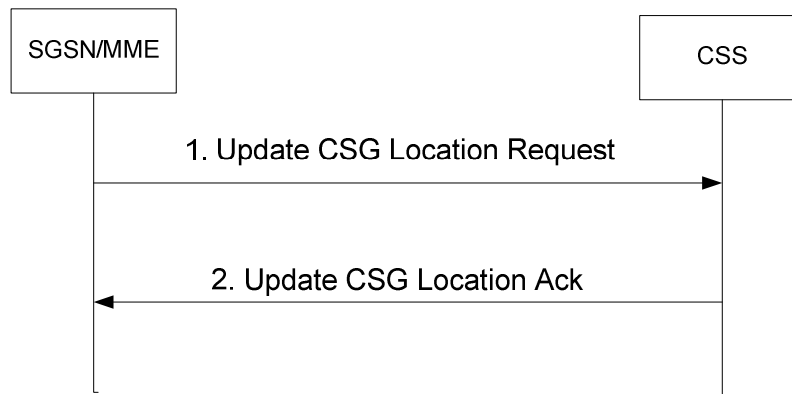 SGSN/MME
CSS
1. Update CSG Location Request
2. Update CSG Location Ack